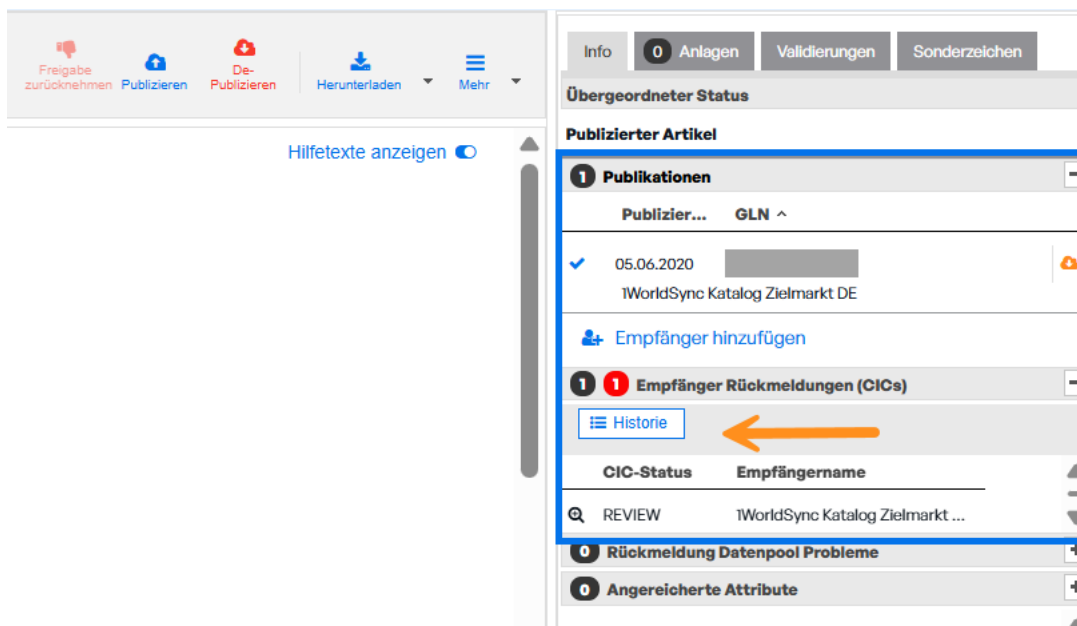 Freigabe zurücknehmen
Publizieren
De-Publizieren
Herunterladen
Mehr
Hilfetexte anzeigen
Info
0 Anlagen
Validierungen
Sonderzeichen
Übergeordneter Status
Publizierter Artikel
1 Publikationen
Publizier... GLN
05.06.2020
1WorldSync Katalog Zielmarkt DE
Empfänger hinzufügen
1 1 Empfänger Rückmeldungen (CICs)
Historie
CIC-Status Empfängername
REVIEW 1WorldSync Katalog Zielmarkt ...
0 Rückmeldung Datenpool Probleme
0 Angereicherte Attribute